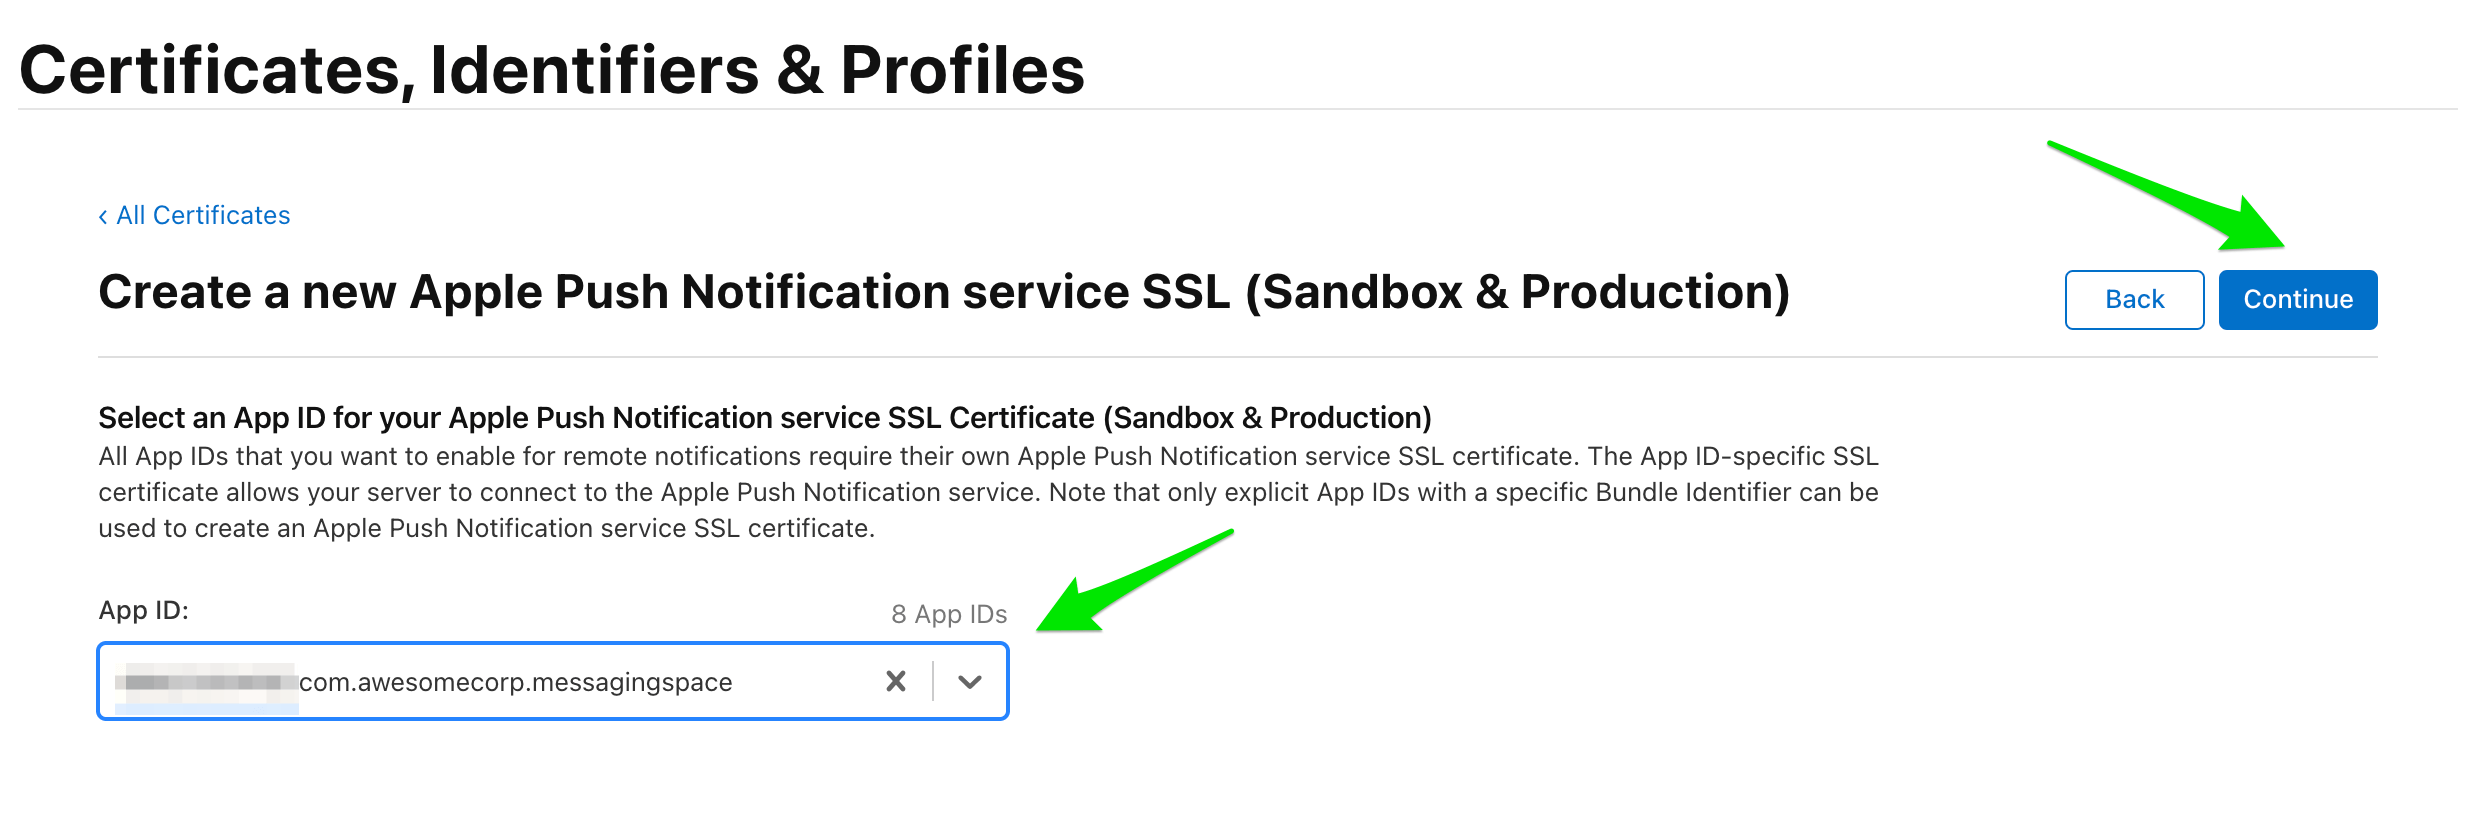 Certificates, Identifiers & Profiles
‹ All Certificates
Create a new Apple Push Notification service SSL (Sandbox & Production)
Back
Continue
Select an App ID for your Apple Push Notification service SSL Certificate (Sandbox & Production)
All App IDs that you want to enable for remote notifications require their own Apple Push Notification service SSL certificate. The App ID-specific SSL
certificate allows your server to connect to the Apple Push Notification service. Note that only explicit App IDs with a specific Bundle Identifier can be
used to create an Apple Push Notification service SSL certificate.
App ID:
8 App IDs
com.awesomecorp.messagingspace